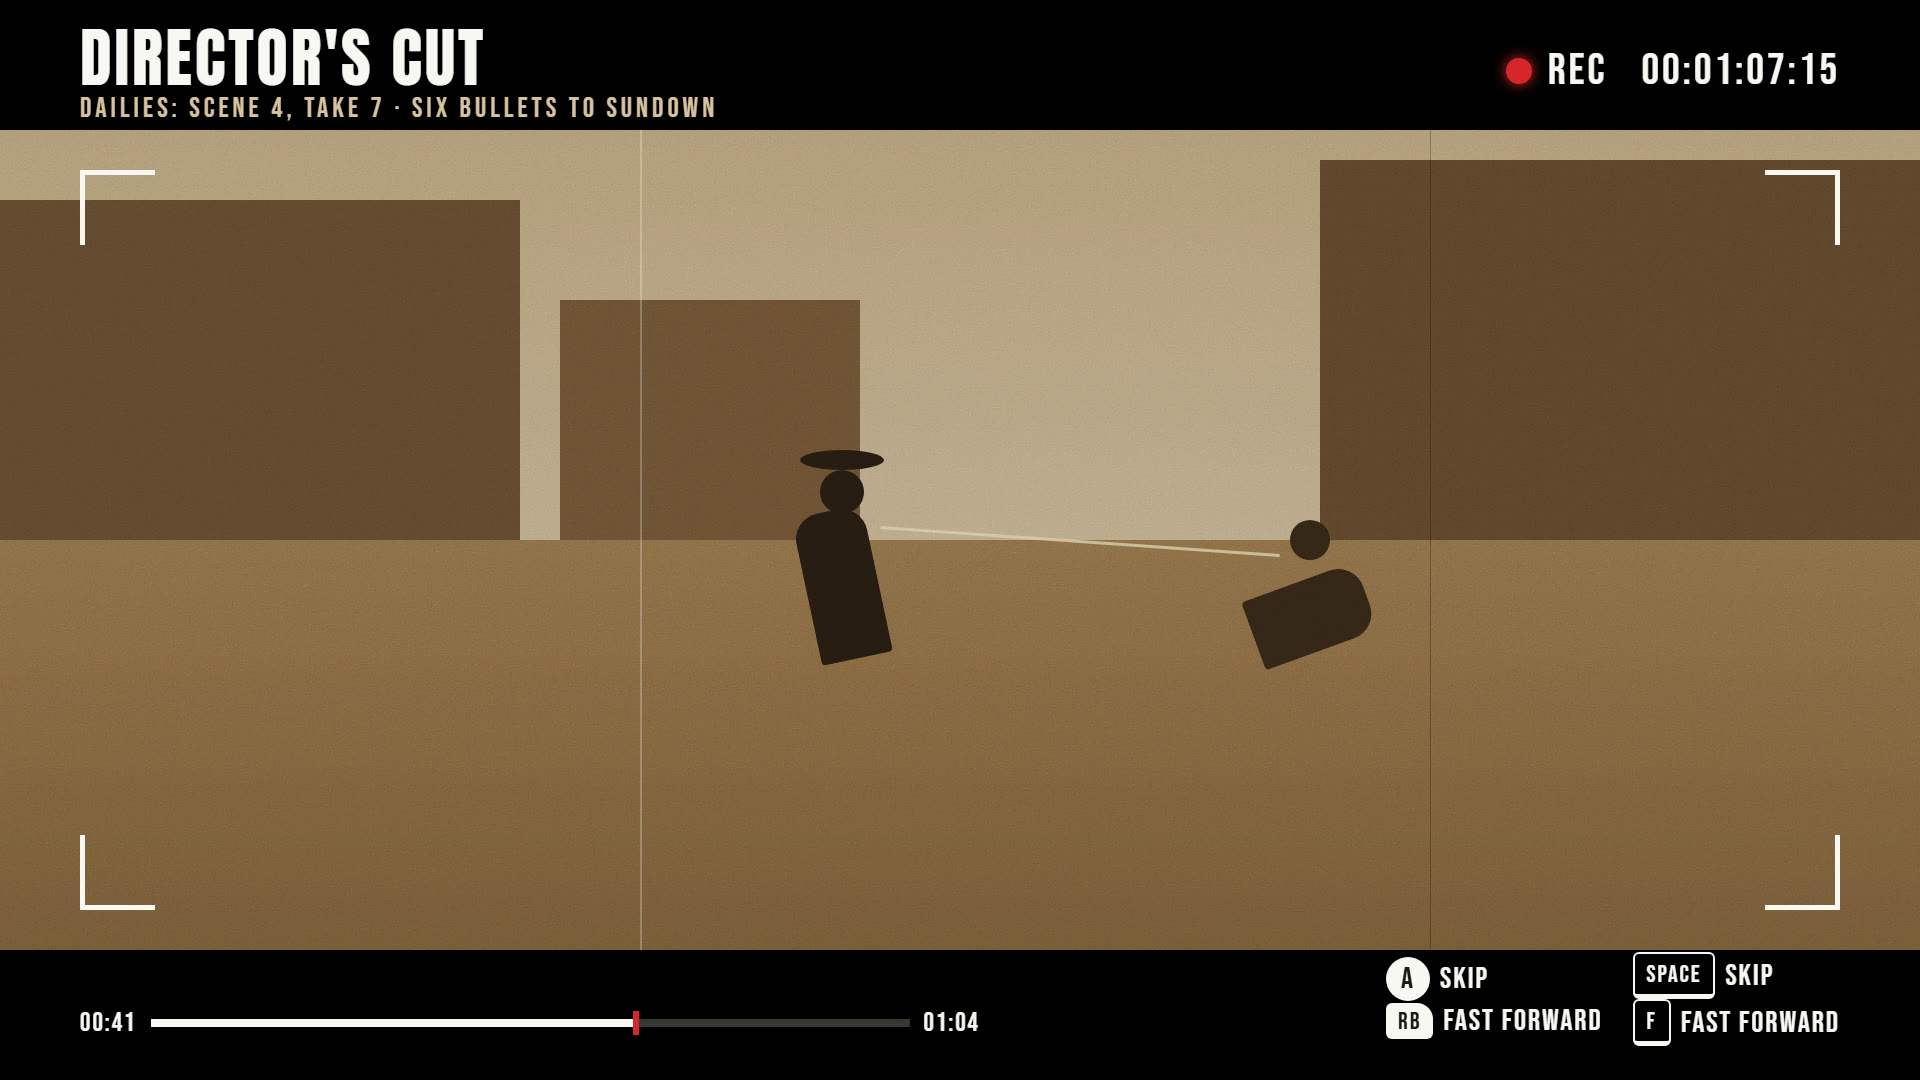 DIRECTOR'S CUT
DAILIES: SCENE 4, TAKE 7 · SIX BULLETS TO SUNDOWN
REC 00:01:07:15
00:41 01:04
A SKIP
RB FAST FORWARD
SPACE SKIP
F FAST FORWARD